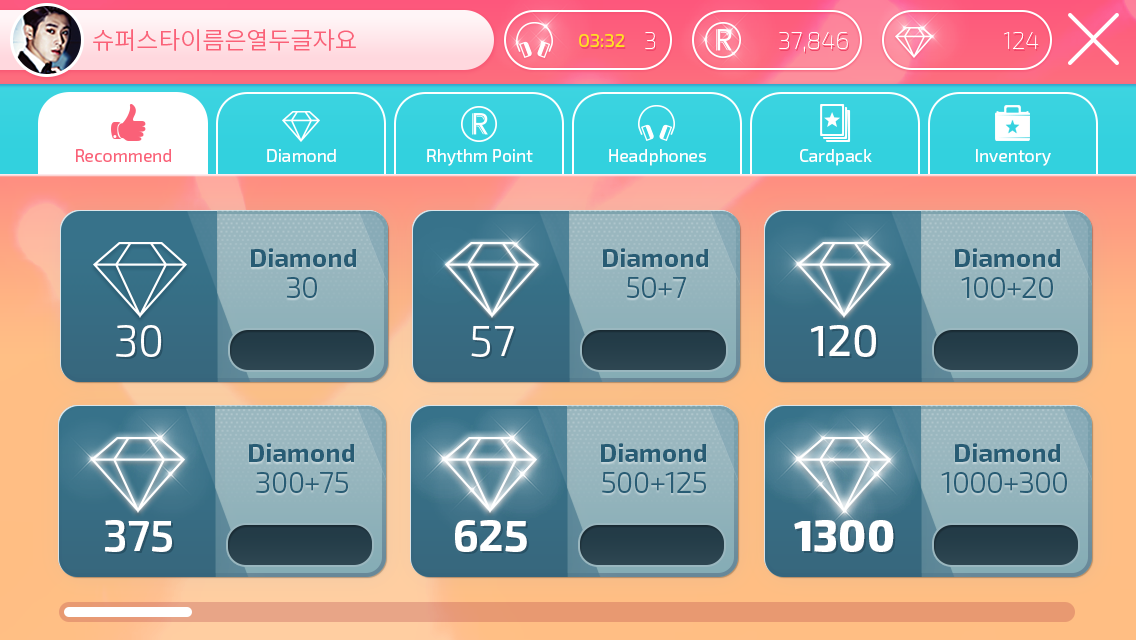 슈퍼스타이름은열두글자요
03:32 3
R 37,846
124
Recommend
Diamond
R
Rhythm Point
Headphones
Cardpack
Inventory
Diamond
30
30
Diamond
50+7
57
Diamond
100+20
120
Diamond
300+75
375
Diamond
500+125
625
Diamond
1000+300
1300